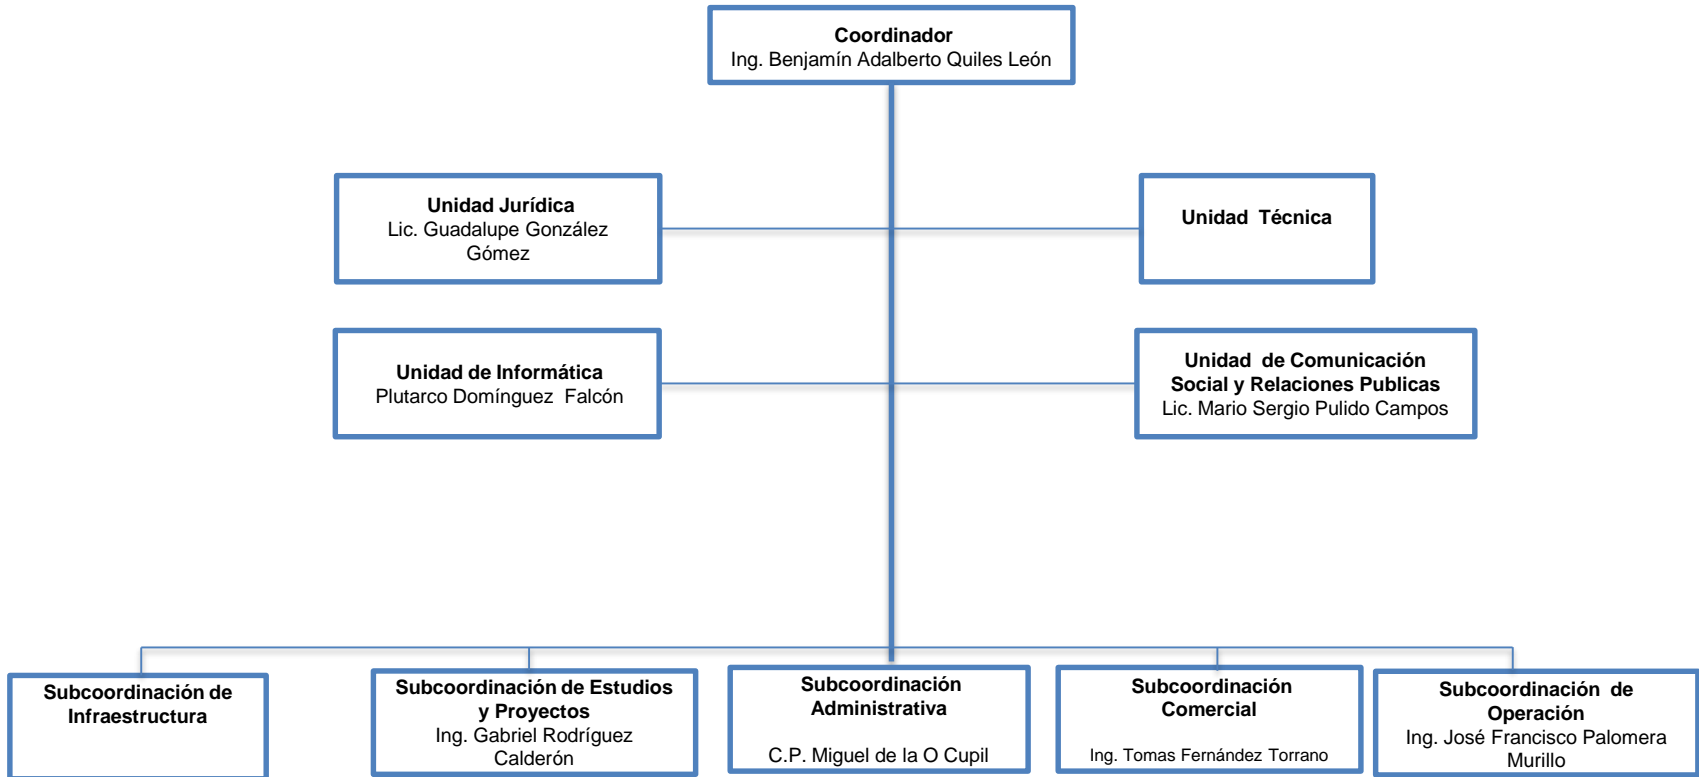 Coordinador
Ing. Benjamín Adalberto Quiles León
Unidad Jurídica
Lic. Guadalupe González
Gómez
Unidad Técnica
Unidad de Informática
Plutarco Domínguez Falcón
Unidad de Comunicación
Social y Relaciones Publicas
Lic. Mario Sergio Pulido Campos
Subcoordinación de
Infraestructura
Subcoordinación de Estudios
y Proyectos
Ing. Gabriel Rodríguez
Calderón
Subcoordinación
Administrativa
C.P. Miguel de la O Cupil
Subcoordinación
Comercial
Ing. Tomas Fernández Torrano
Subcoordinación de
Operación
Ing. José Francisco Palomera
Murillo